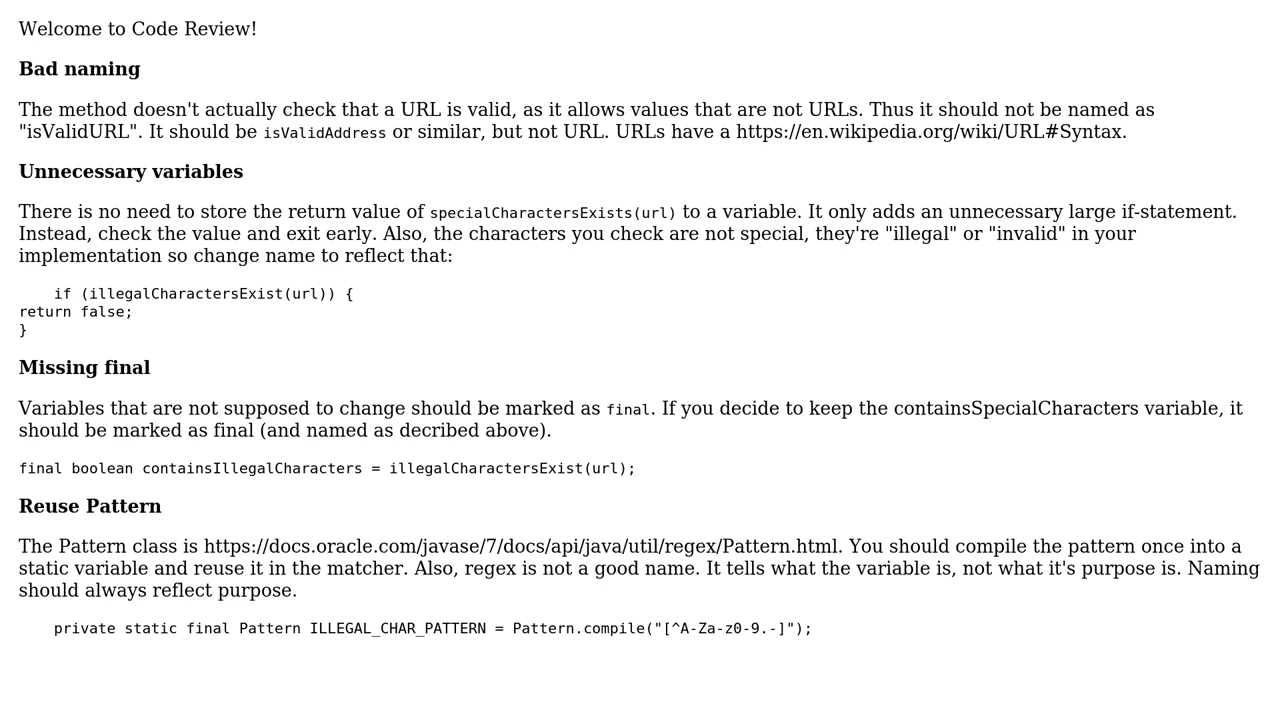 Welcome to Code Review!
Bad naming
The method doesn't actually check that a URL is valid, as it allows values that are not URLs. Thus it should not be named as
"isValidURL". It should be isValidAddress or similar, but not URL. URLs have a https://en.wikipedia.org/wiki/URL#Syntax.
Unnecessary variables
There is no need to store the return value of specialCharactersExists(url) to a variable. It only adds an unnecessary large if-statement.
Instead, check the value and exit early. Also, the characters you check are not special, they're "illegal" or "invalid" in your
implementation so change name to reflect that:
    if (illegalCharactersExist(url)) {
return false;
}
Missing final
Variables that are not supposed to change should be marked as final. If you decide to keep the containsSpecialCharacters variable, it
should be marked as final (and named as decribed above).
final boolean containsIllegalCharacters = illegalCharactersExist(url);
Reuse Pattern
The Pattern class is https://docs.oracle.com/javase/7/docs/api/java/util/regex/Pattern.html. You should compile the pattern once into a
static variable and reuse it in the matcher. Also, regex is not a good name. It tells what the variable is, not what it's purpose is. Naming
should always reflect purpose.
    private static final Pattern ILLEGAL_CHAR_PATTERN = Pattern.compile("[^A-Za-z0-9.-]");